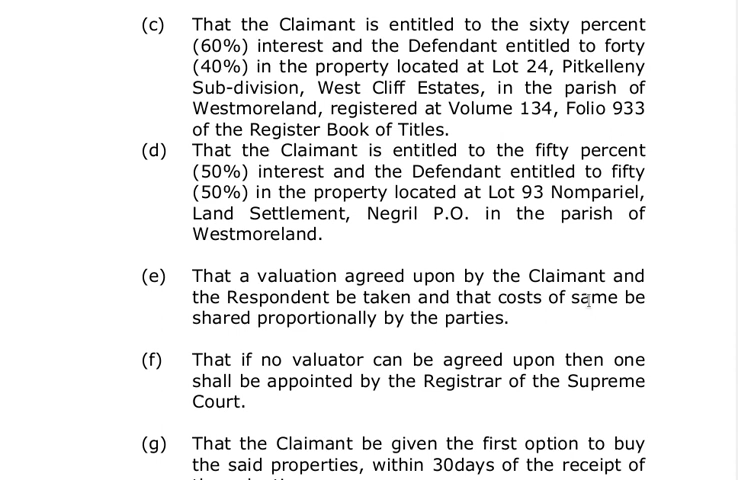 (c) That the Claimant is entitled to the sixty percent
(60%) interest and the Defendant entitled to forty
(40%) in the property located at Lot 24, Pitkelleny
Sub-division, West Cliff Estates, in the parish of
Westmoreland, registered at Volume 134, Folio 933
of the Register Book of Titles.
(d) That the Claimant is entitled to the fifty percent
(50%) interest and the Defendant entitled to fifty
(50%) in the property located at Lot 93 Nompariel,
Land Settlement, Negril P.O. in the parish of
Westmoreland.
(e) That a valuation agreed upon by the Claimant and
the Respondent be taken and that costs of same be
shared proportionally by the parties.
(f) That if no valuator can be agreed upon then one
shall be appointed by the Registrar of the Supreme
Court.
(g) That the Claimant be given the first option to buy
the said properties, within 30days of the receipt of